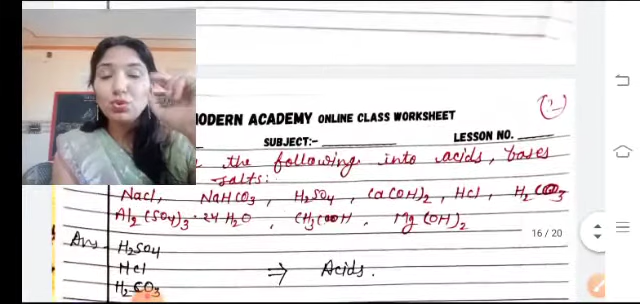 ODERN ACADEMY ONLINE CLASS WORKSHEET
SUBJECT:- LESSON NO.
the following into acids, bases
salts:
NaCl, NaHCO3, H2SO4, Ca(OH)2, HCl, H2CO3
Al2(SO4)3·24H2O, CH3COOH, Mg(OH)2
16 / 20
Ans- H2SO4
HCl ⇒ Acids.
H2CO3